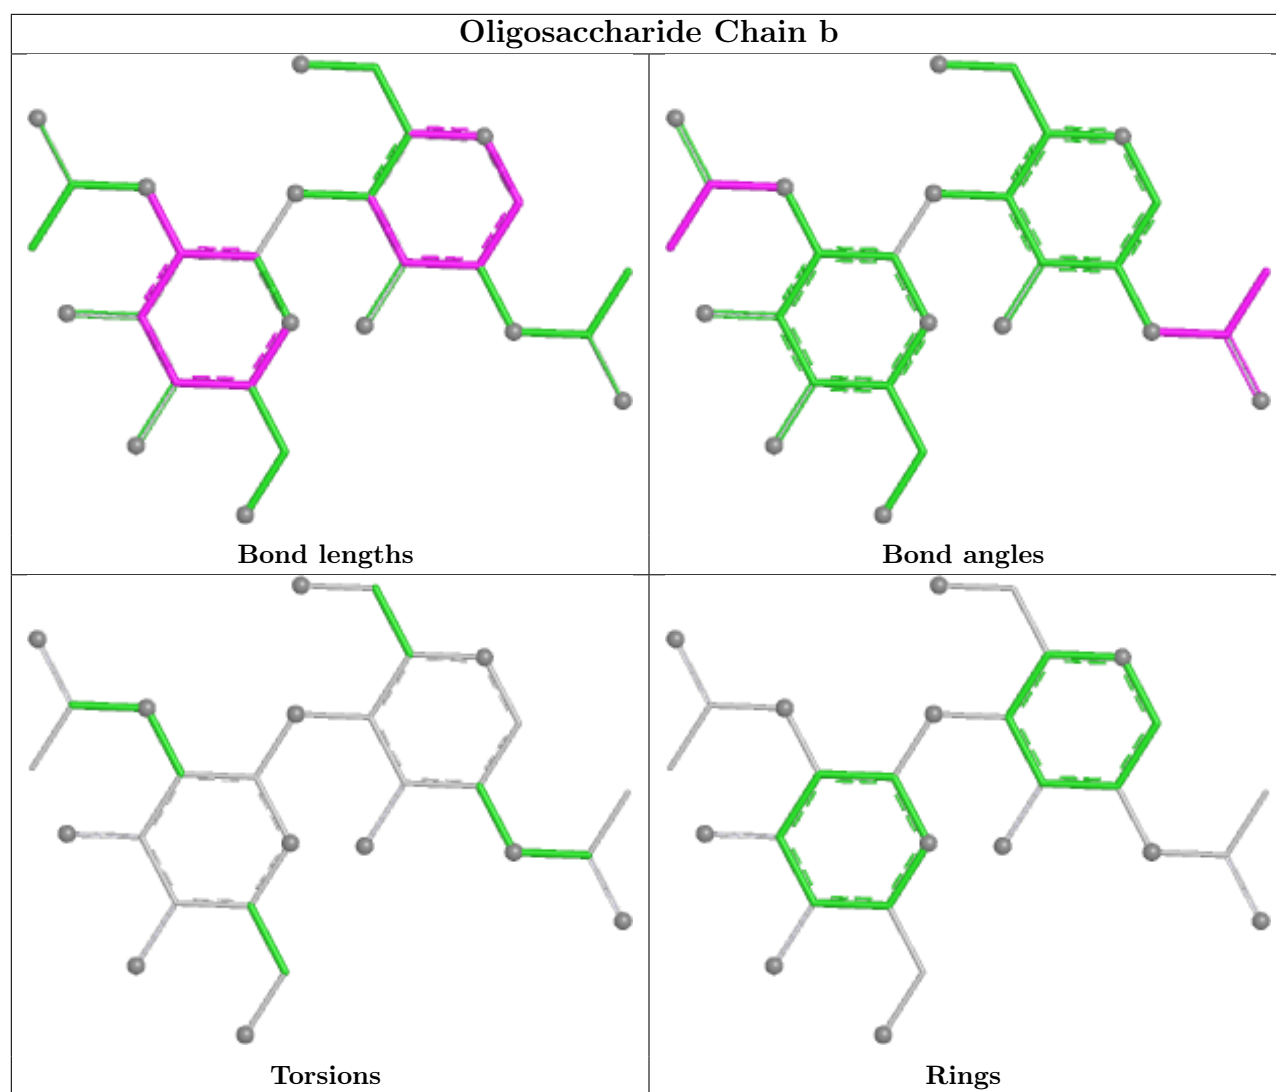 Oligosaccharide Chain b
Bond lengths
Bond angles
Torsions
Rings